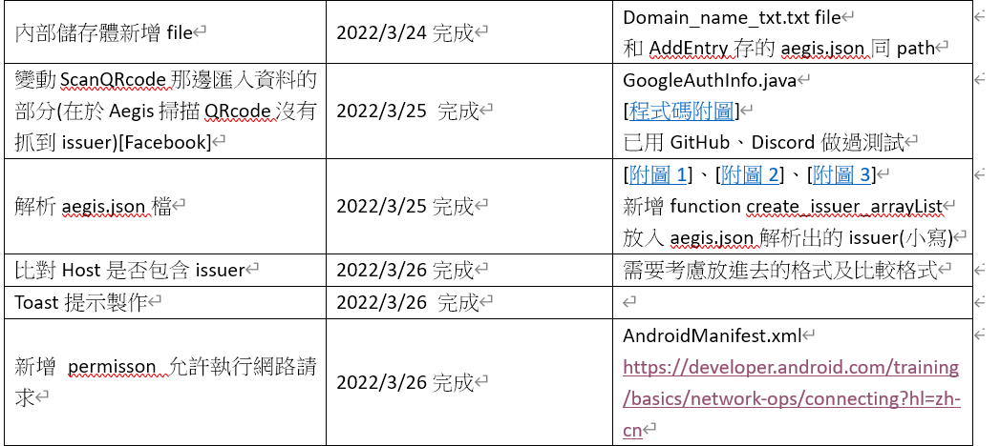 內部儲存體新增 file
2022/3/24 完成
Domain_name_txt.txt file
和 AddEntry 存的 aegis.json 同 path
變動 ScanQRcode 那邊匯入資料的
部分(在於 Aegis 掃描 QRcode 沒有
抓到 issuer)[Facebook]
2022/3/25 完成
GoogleAuthInfo.java
[程式碼附圖]
已用 GitHub、Discord 做過測試
解析 aegis.json 檔
2022/3/25 完成
[附圖 1]、[附圖 2]、[附圖 3]
新增 function create_issuer_arrayList
放入 aegis.json 解析出的 issuer(小寫)
比對 Host 是否包含 issuer
2022/3/26 完成
需要考慮放進去的格式及比較格式
Toast 提示製作
2022/3/26 完成
新增 permisson 允許執行網路請
求
2022/3/26 完成
AndroidManifest.xml
https://developer.android.com/training
/basics/network-ops/connecting?hl=zh-
cn